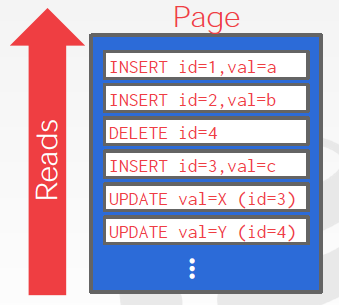 Page
INSERT id=1,val=a
INSERT id=2,val=b
DELETE id=4
INSERT id=3,val=c
UPDATE val=X (id=3)
UPDATE val=Y (id=4)
⋮
Reads